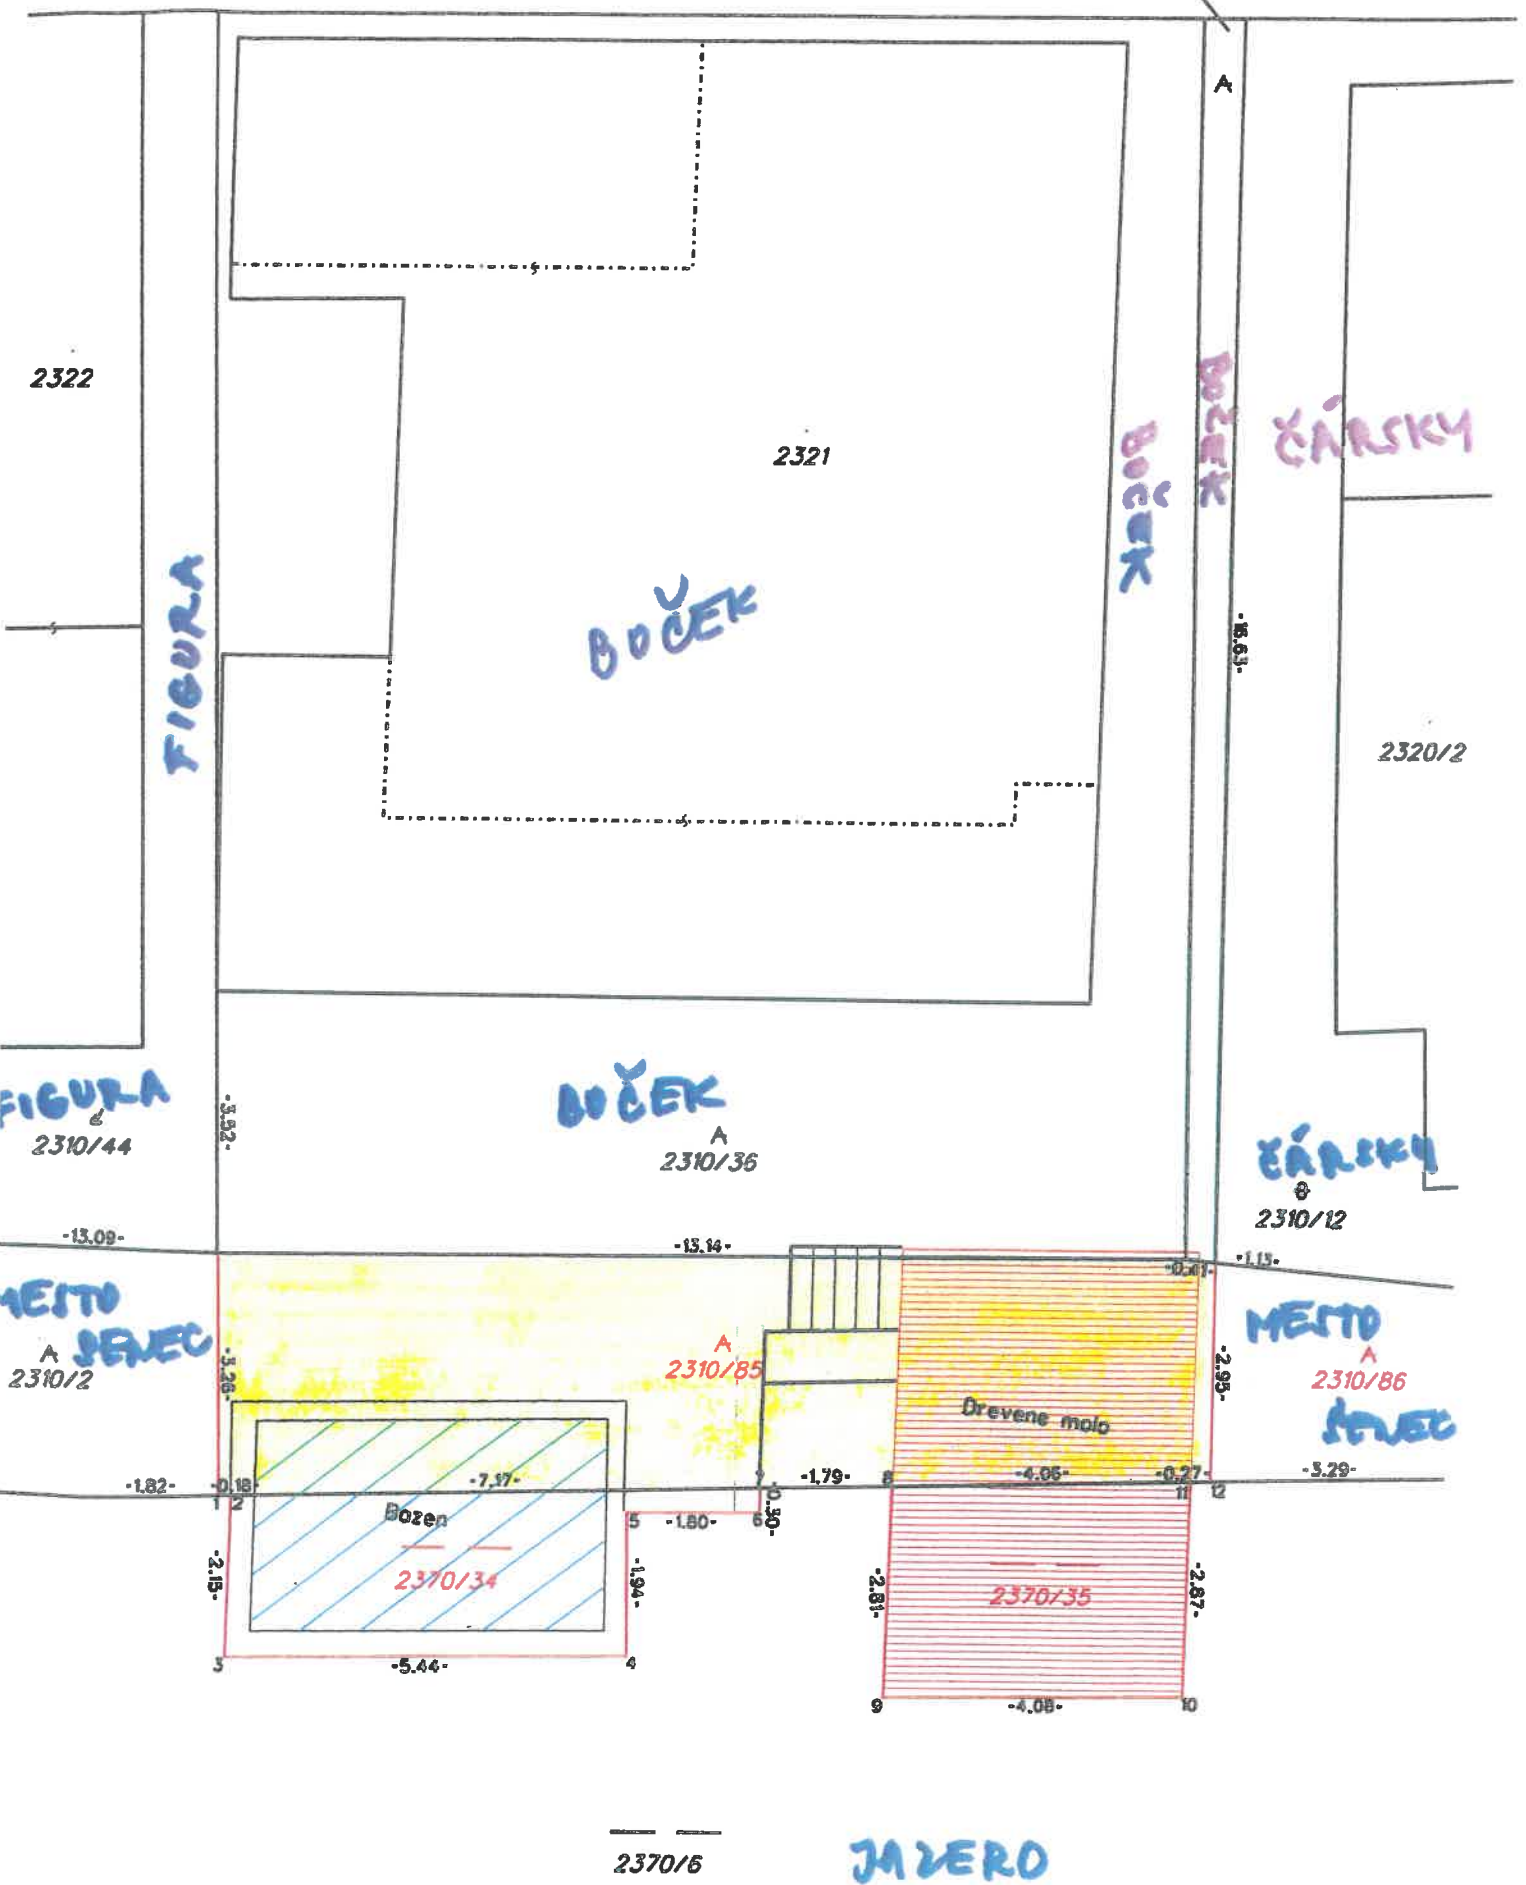 A
2322
2321
FIGURA
BOČEK
BOČEK
BOČEK
ČÁRSKY
-15.63-
2320/2
FIGURA
2310/44
-3.52-
BOČEK
A
2310/36
ČÁRSKY
2310/12
-13.09-
-13.14-
-0.41-
-1.13-
MESTO
SENEC
A
2310/2
-3.26-
A
2310/85
Drevene molo
-2.95-
MESTO
A
2310/86
SENEC
-1.82-
-0.18-
-7.17-
-1.79-
-4.06-
-0.27-
-3.29-
1
2
7
8
11
12
Bazen
5
-1.80-
6
-0.30-
-2.15-
2370/34
-1.94-
-2.81-
2370/35
-2.87-
3
-5.44-
4
9
-4.08-
10
2370/6
JAZERO